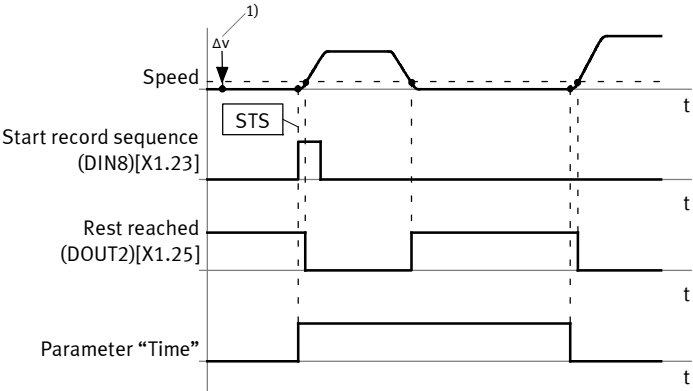 1)
Δv
Speed
t
STS
Start record sequence
(DIN8)[X1.23]
t
Rest reached
(DOUT2)[X1.25]
t
Parameter “Time”
t